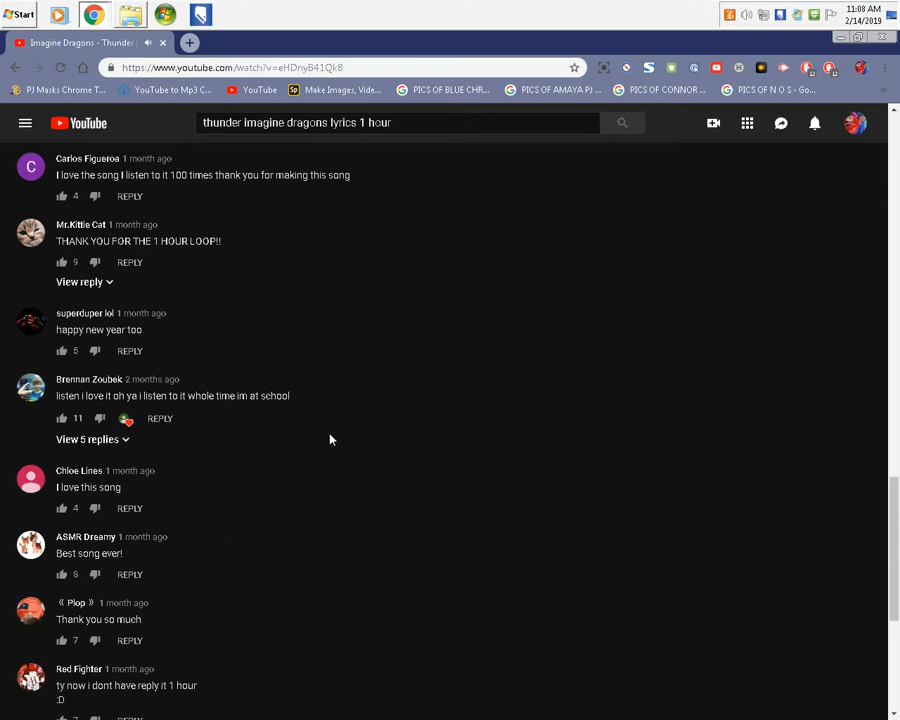 Start
11:08 AM
2/14/2019
Imagine Dragons - Thunder
https://www.youtube.com/watch?v=eHDnyB41Qk8
PJ Masks Chrome T...
YouTube to Mp3 C...
YouTube
Make Images, Vide...
PICS OF BLUE CHR...
PICS OF AMAYA PJ ...
PICS OF CONNOR ...
PICS OF N O S - Go...
YouTube
thunder imagine dragons lyrics 1 hour
Carlos Figueroa 1 month ago
I love the song I listen to it 100 times thank you for making this song
4 REPLY
Mr.Kittie Cat 1 month ago
THANK YOU FOR THE 1 HOUR LOOP!!
9 REPLY
View reply
superduper lol 1 month ago
happy new year too
5 REPLY
Brennan Zoubek 2 months ago
listen i love it oh ya i listen to it whole time im at school
11 REPLY
View 5 replies
Chloe Lines 1 month ago
I love this song
4 REPLY
ASMR Dreamy 1 month ago
Best song ever!
8 REPLY
《 Plop 》 1 month ago
Thank you so much
7 REPLY
Red Fighter 1 month ago
ty now i dont have reply it 1 hour
:D